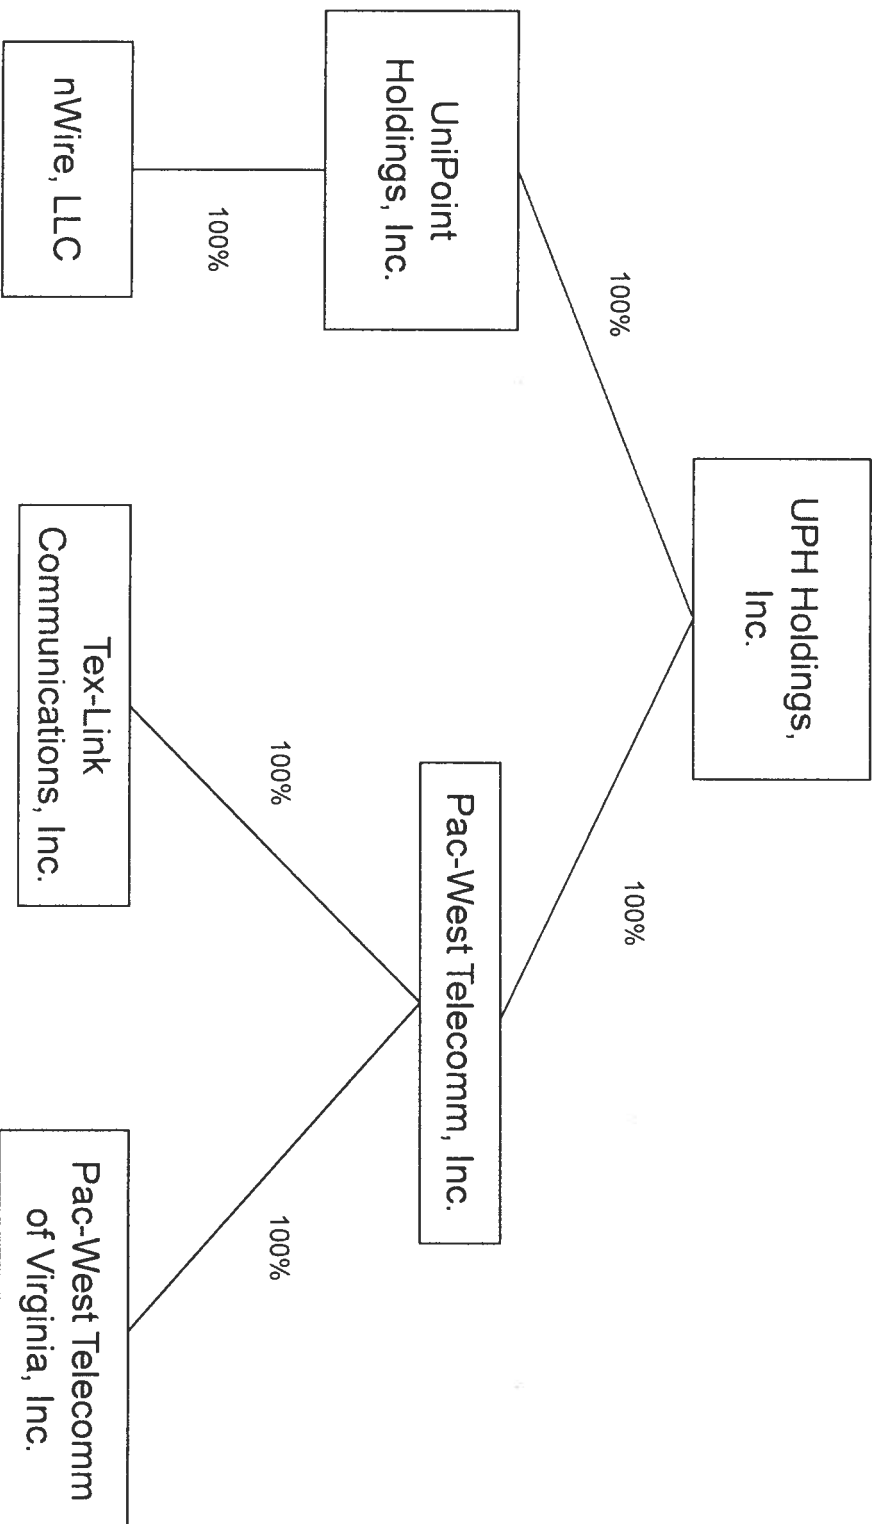 UPH Holdings,
Inc.
100%
100%
UniPoint
Holdings, Inc.
Pac-West Telecomm, Inc.
100%
100%
100%
nWire, LLC
Tex-Link
Communications, Inc.
Pac-West Telecomm
of Virginia, Inc.